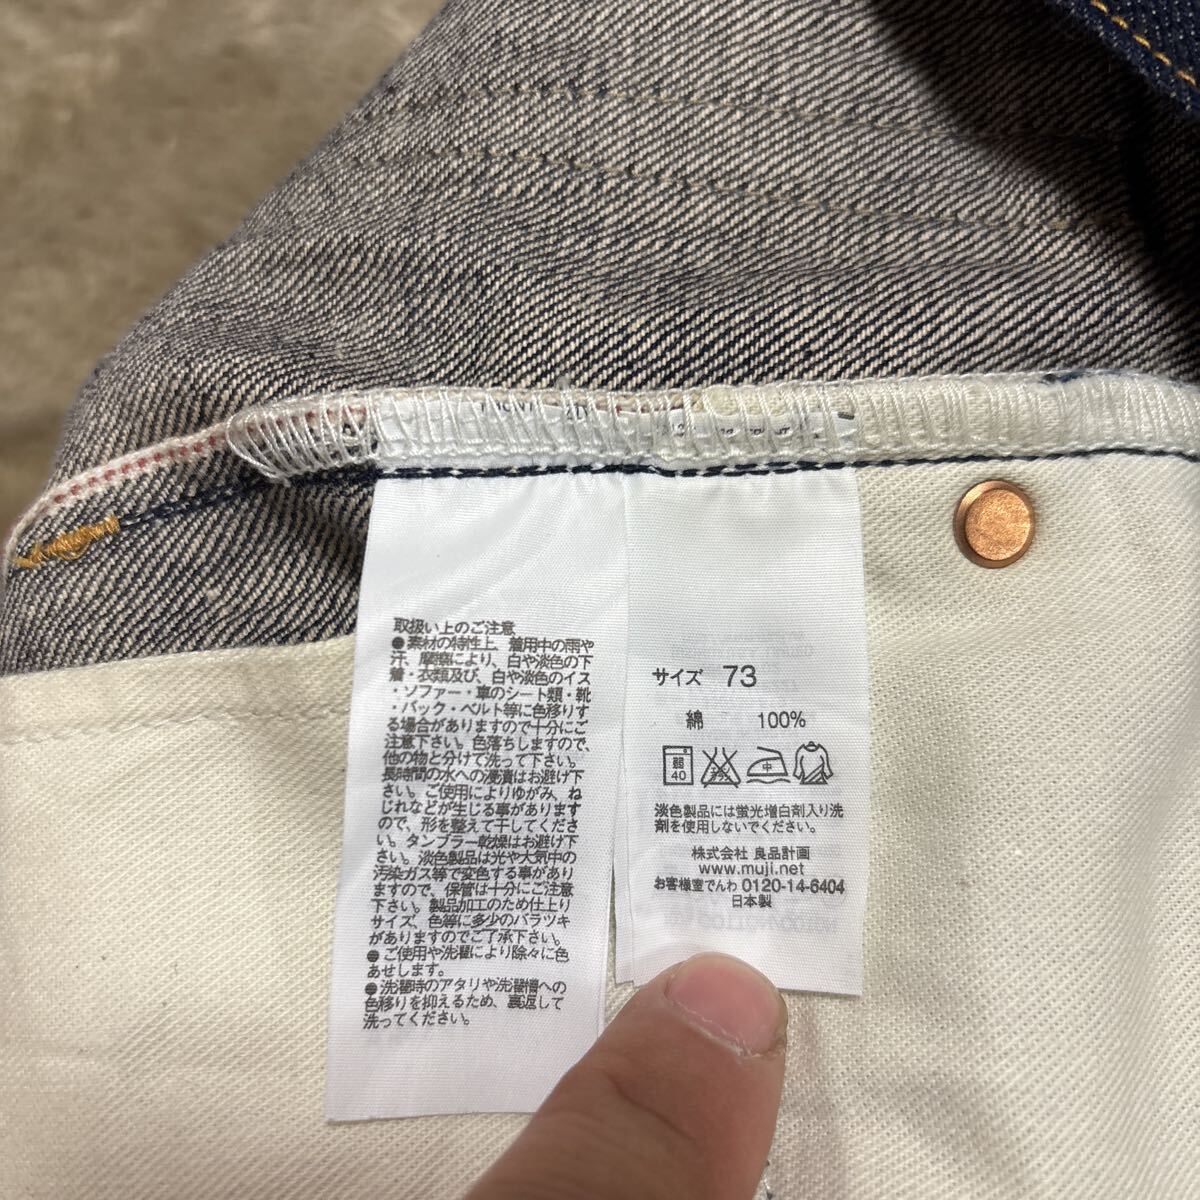 取扱い上のご注意
●素材の特性上、着用中の雨や
汗、摩擦により、白や淡色の下
着・衣類及び、白や淡色のイス
・ソファー・車のシート類・靴
・バック・ベルト等に色移りす
る場合がありますので十分にご
注意下さい。色落ちしますので、
他の物と分けて洗って下さい。
長時間の水への浸漬はお避け下
さい。ご使用によりゆがみ、ね
じれなどが生じる事があります
ので、形を整えて干してくださ
い。タンブラー乾燥はお避け下
さい。淡色製品は光や大気中の
汚染ガス等で変色する事があり
ますので、保管は十分にご注意
下さい。製品加工のため仕上り
サイズ、色等に多少のバラツキ
がありますのでご了承下さい。
●ご使用や洗濯により除々に色
あせします。
●洗濯時のアタリや洗濯槽への
色移りを抑えるため、裏返して
洗ってください。
サイズ 73
綿 100%
弱
40
中
淡色製品には蛍光増白剤入り洗
剤を使用しないでください。
株式会社 良品計画
www.muji.net
お客様室でんわ 0120-14-6404
日本製